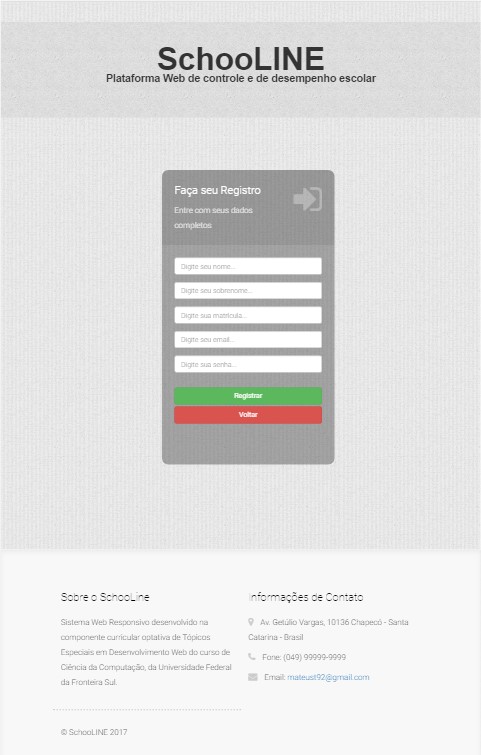 SchooLINE
Plataforma Web de controle e de desempenho escolar
Faça seu Registro
Entre com seus dados
completos
Digite seu nome...
Digite seu sobrenome...
Digite sua matrícula...
Digite seu email...
Digite sua senha...
Registrar
Voltar
Sobre o SchooLine
Sistema Web Responsivo desenvolvido na
componente curricular optativa de Tópicos
Especiais em Desenvolvimento Web do curso de
Ciência da Computação, da Universidade Federal
da Fronteira Sul.
© SchooLINE 2017
Informações de Contato
Av. Getúlio Vargas, 10136 Chapecó - Santa
Catarina - Brasil
Fone: (049) 99999-9999
Email: mateust92@gmail.com